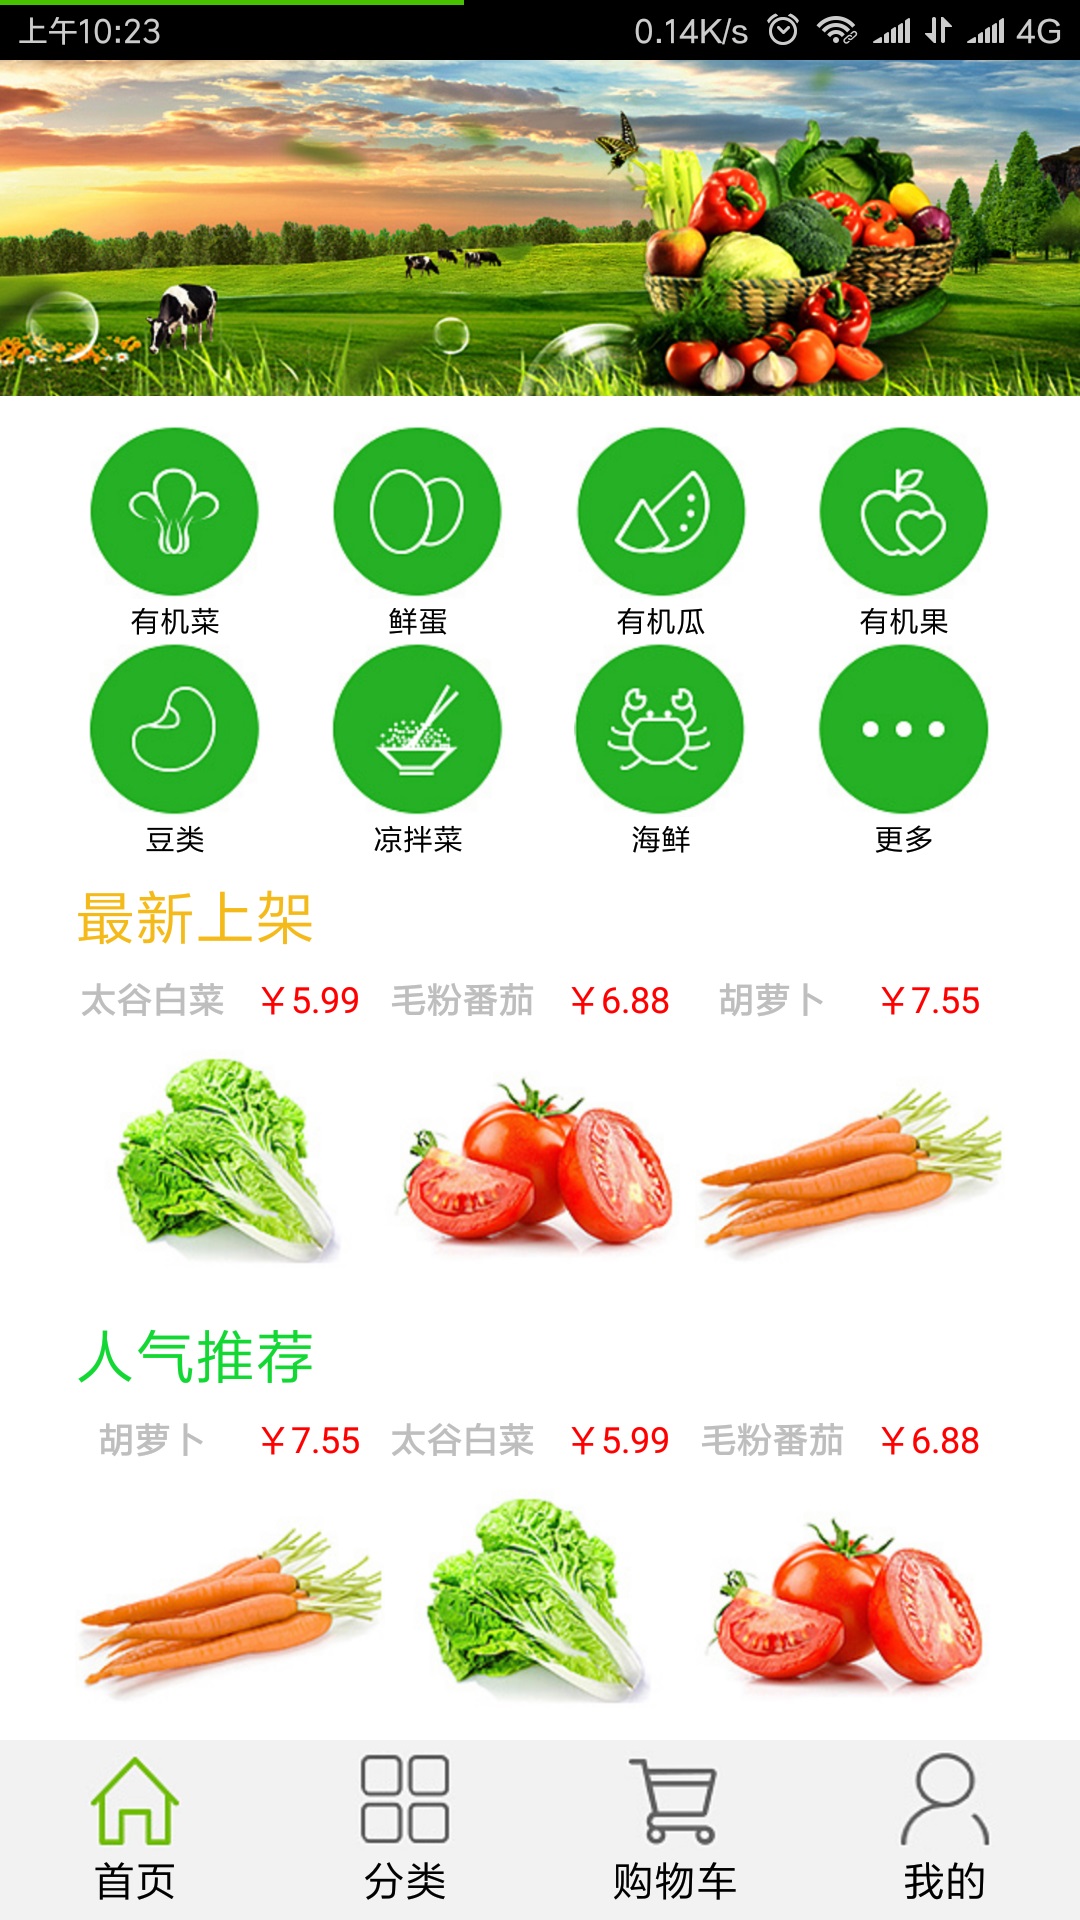 上午10:23 0.14K/s 4G
有机菜 鲜蛋 有机瓜 有机果
豆类 凉拌菜 海鲜 更多
最新上架
太谷白菜 ￥5.99 毛粉番茄 ￥6.88 胡萝卜 ￥7.55
人气推荐
胡萝卜 ￥7.55 太谷白菜 ￥5.99 毛粉番茄 ￥6.88
首页 分类 购物车 我的